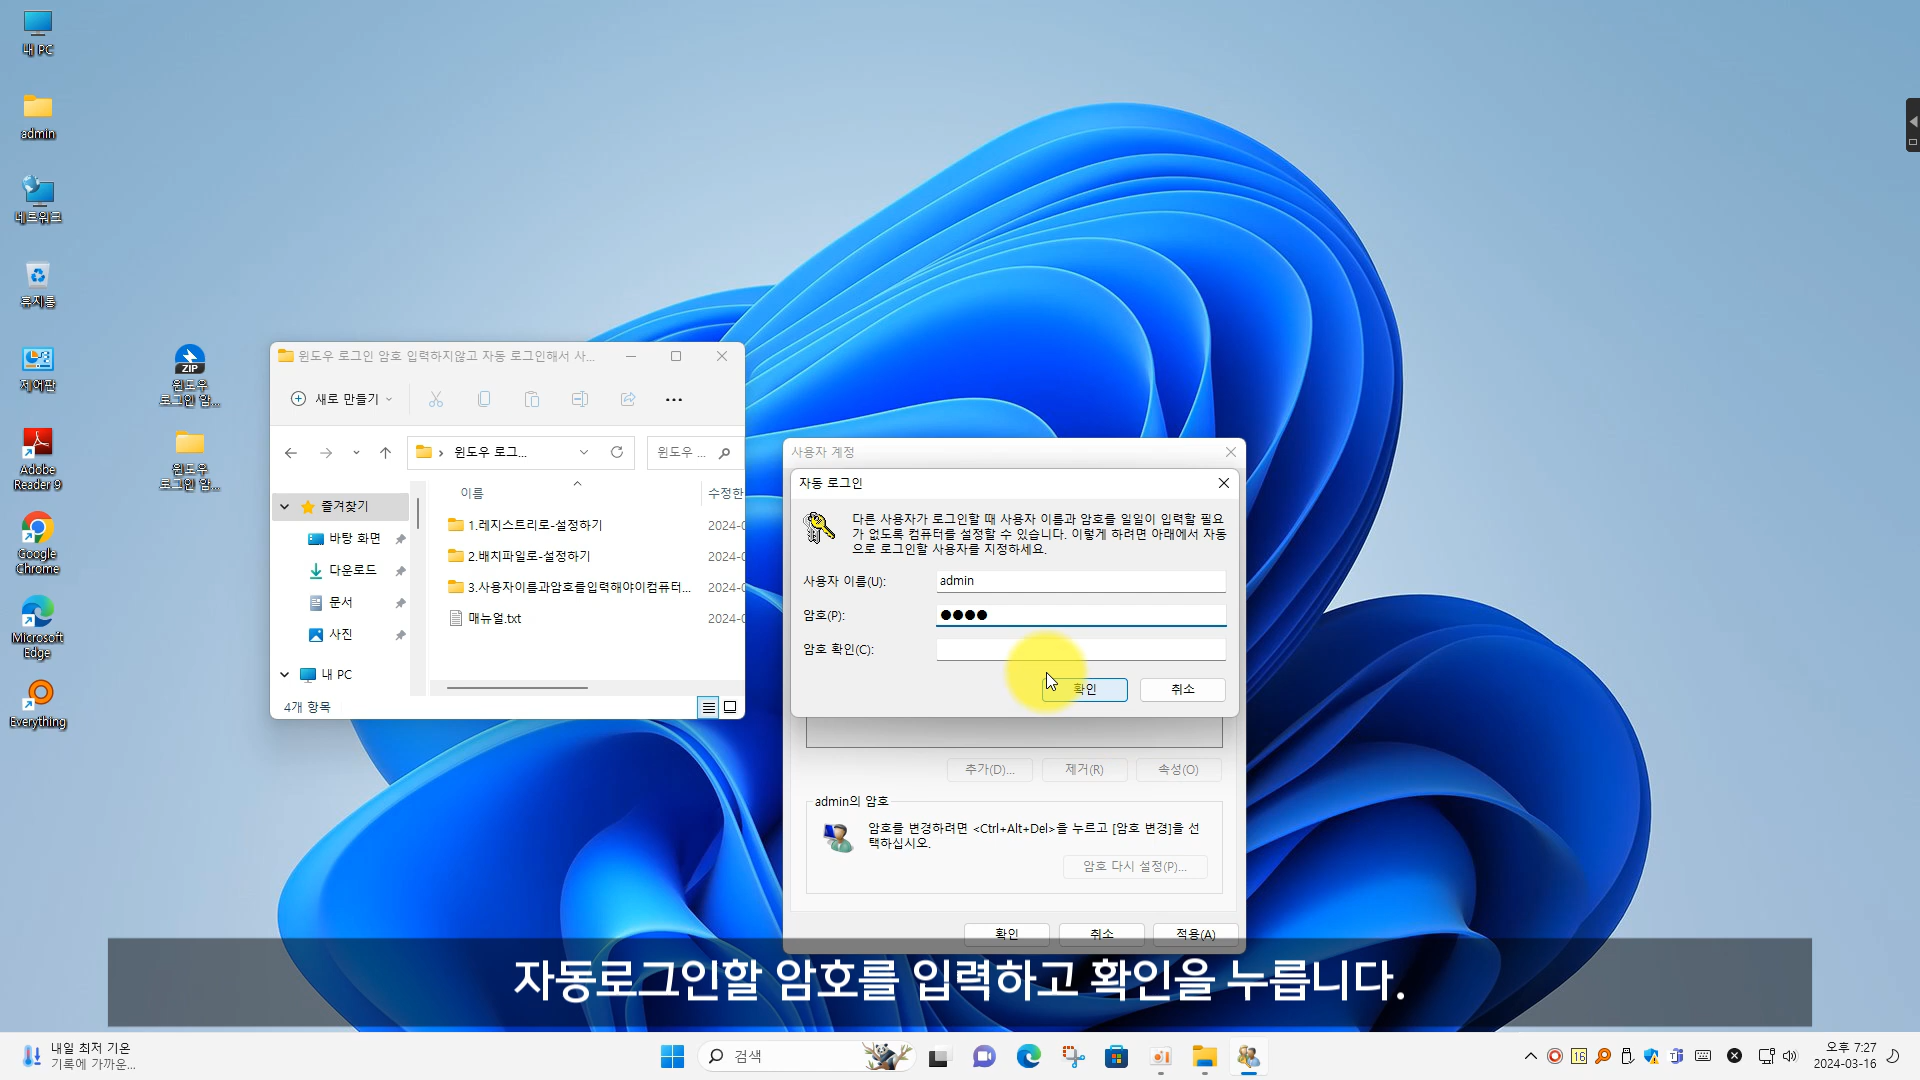 내 PC
admin
네트워크
휴지통
제어판
Adobe
Reader 9
Google
Chrome
Microsoft
Edge
Everything
ZIP
윈도우
로그인 암...
윈도우
로그인 암...
윈도우 로그인 암호 입력하지않고 자동 로그인해서 사...
새로 만들기
윈도우 로그...
윈도우 ...
이름
수정한
즐겨찾기
바탕 화면
다운로드
문서
사진
내 PC
1.레지스트리로-설정하기
2024-0
2.배치파일로-설정하기
2024-0
3.사용자이름과암호를입력해야이컴퓨터...
2024-0
매뉴얼.txt
2024-0
4개 항목
사용자 계정
자동 로그인
다른 사용자가 로그인할 때 사용자 이름과 암호를 일일이 입력할 필요
가 없도록 컴퓨터를 설정할 수 있습니다. 이렇게 하려면 아래에서 자동
으로 로그인할 사용자를 지정하세요.
사용자 이름(U):
admin
암호(P):
●●●●
암호 확인(C):
확인
취소
추가(D)...
제거(R)
속성(O)
admin의 암호
암호를 변경하려면 <Ctrl+Alt+Del>을 누르고 [암호 변경]을 선
택하십시오.
암호 다시 설정(P)...
확인
취소
적용(A)
자동로그인할 암호를 입력하고 확인을 누릅니다.
내일 최저 기온
기록에 가까운...
검색
16
오후 7:27
2024-03-16